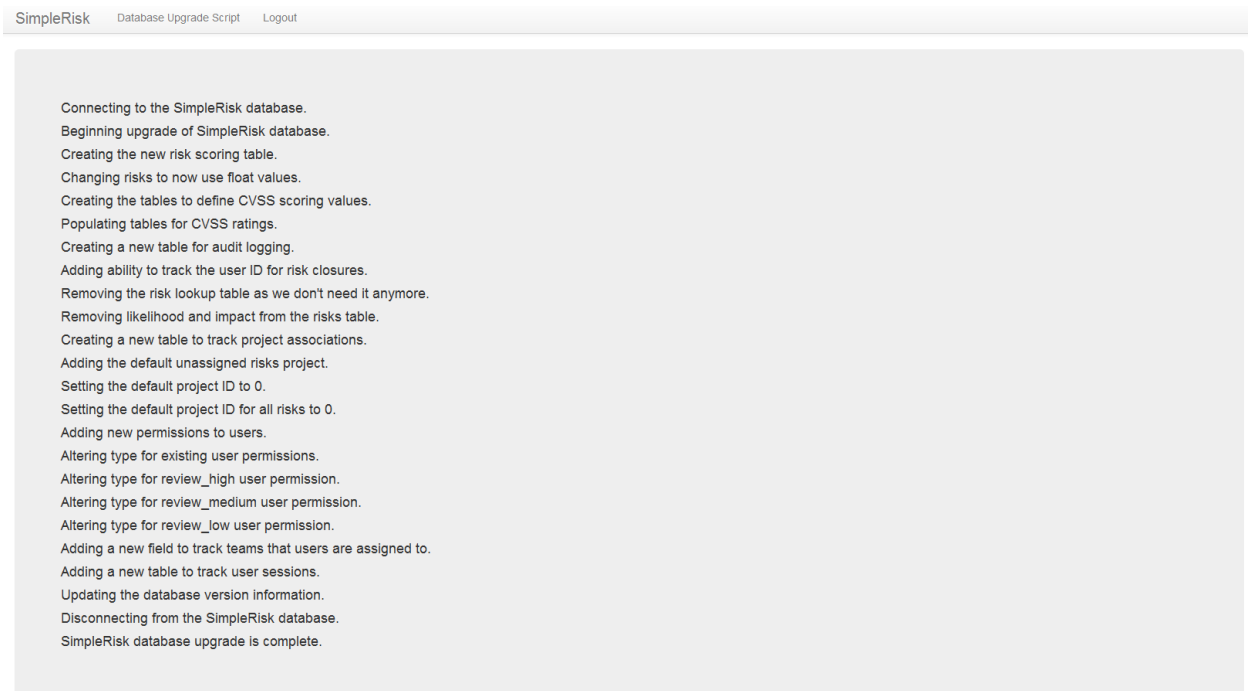 SimpleRisk Database Upgrade Script Logout
Connecting to the SimpleRisk database.
Beginning upgrade of SimpleRisk database.
Creating the new risk scoring table.
Changing risks to now use float values.
Creating the tables to define CVSS scoring values.
Populating tables for CVSS ratings.
Creating a new table for audit logging.
Adding ability to track the user ID for risk closures.
Removing the risk lookup table as we don't need it anymore.
Removing likelihood and impact from the risks table.
Creating a new table to track project associations.
Adding the default unassigned risks project.
Setting the default project ID to 0.
Setting the default project ID for all risks to 0.
Adding new permissions to users.
Altering type for existing user permissions.
Altering type for review_high user permission.
Altering type for review_medium user permission.
Altering type for review_low user permission.
Adding a new field to track teams that users are assigned to.
Adding a new table to track user sessions.
Updating the database version information.
Disconnecting from the SimpleRisk database.
SimpleRisk database upgrade is complete.